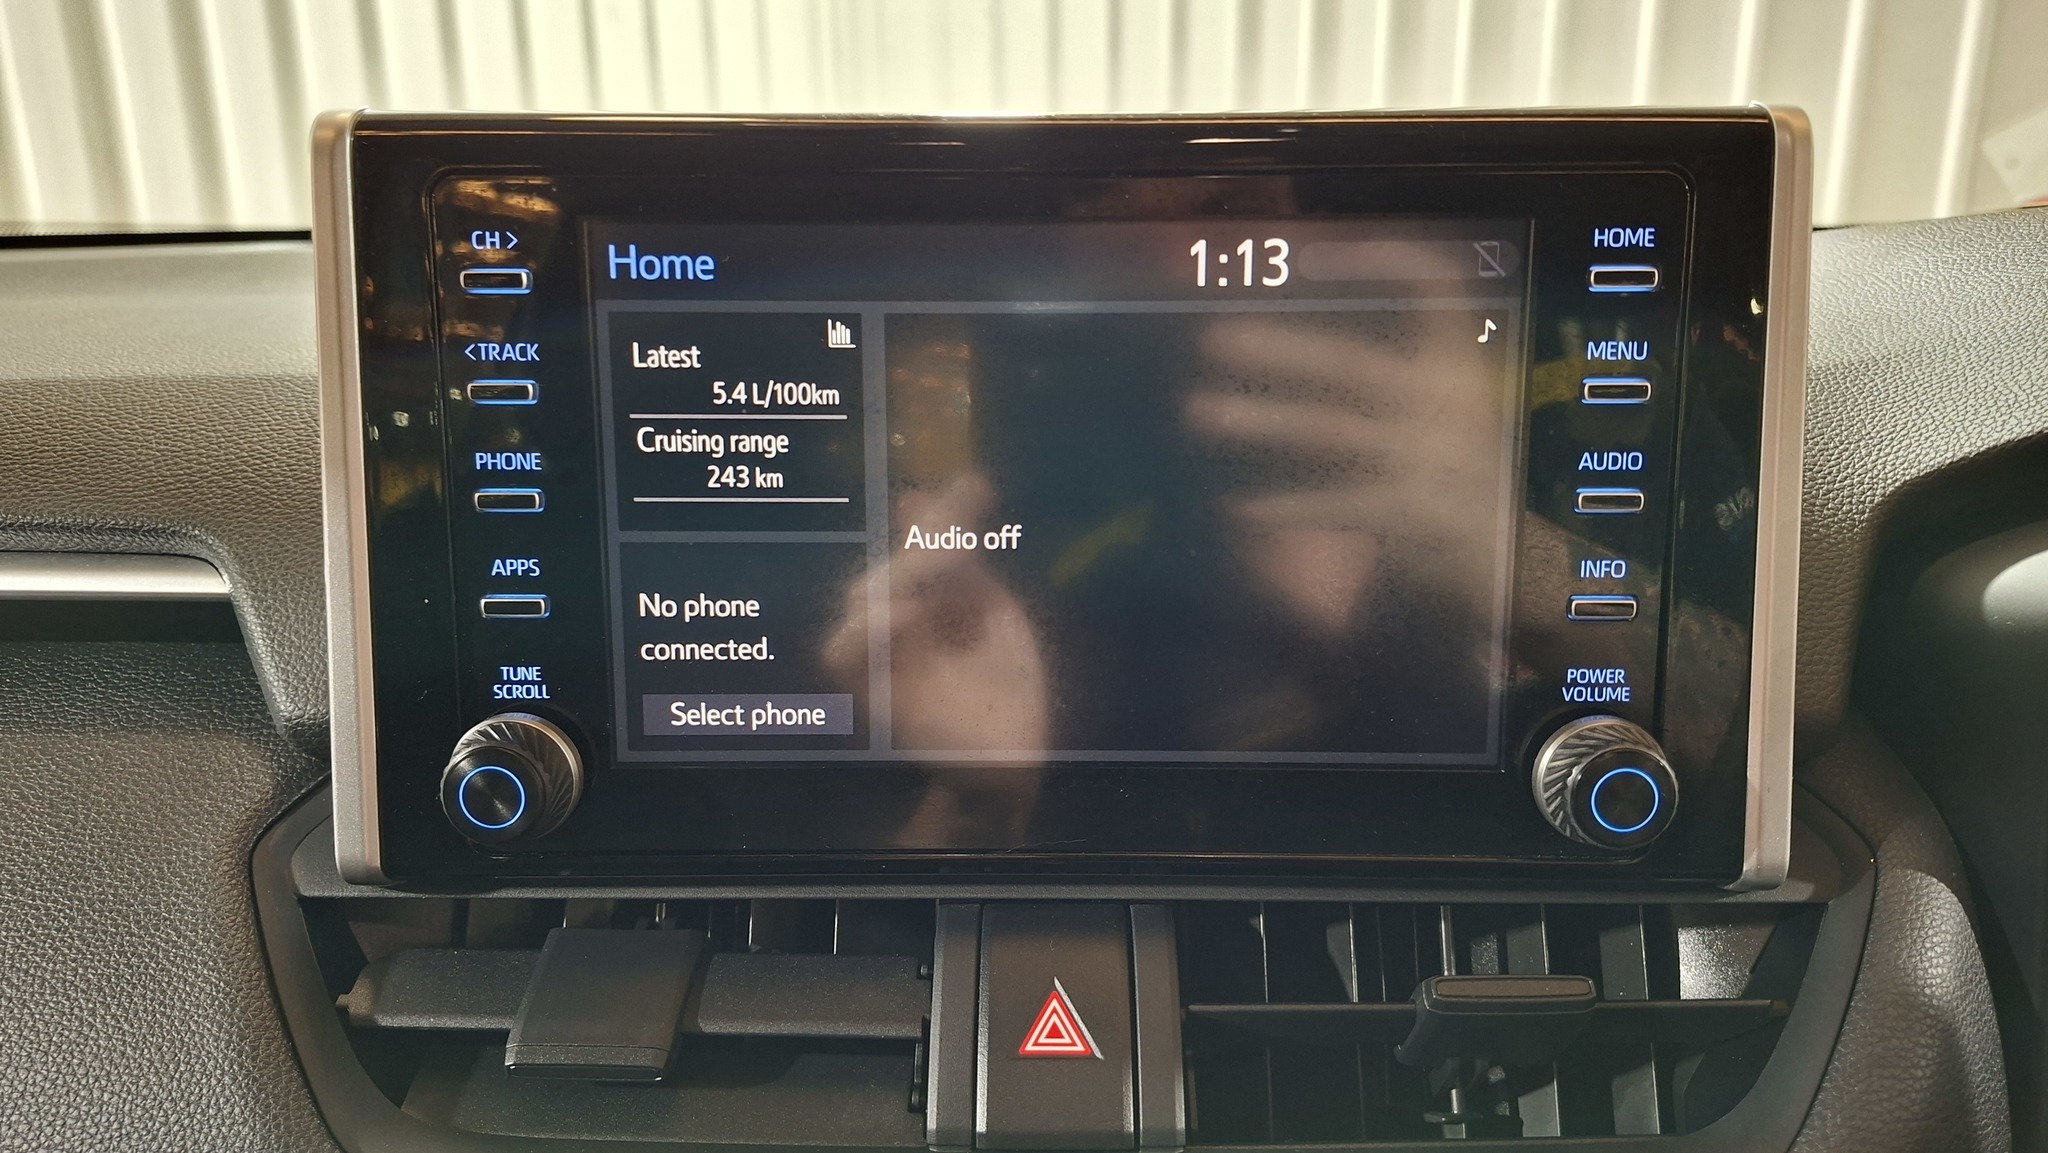 CH >
< TRACK
PHONE
APPS
TUNE
SCROLL
Home
1:13
Latest
5.4 L/100km
Cruising range
243 km
No phone
connected.
Select phone
Audio off
HOME
MENU
AUDIO
INFO
POWER
VOLUME